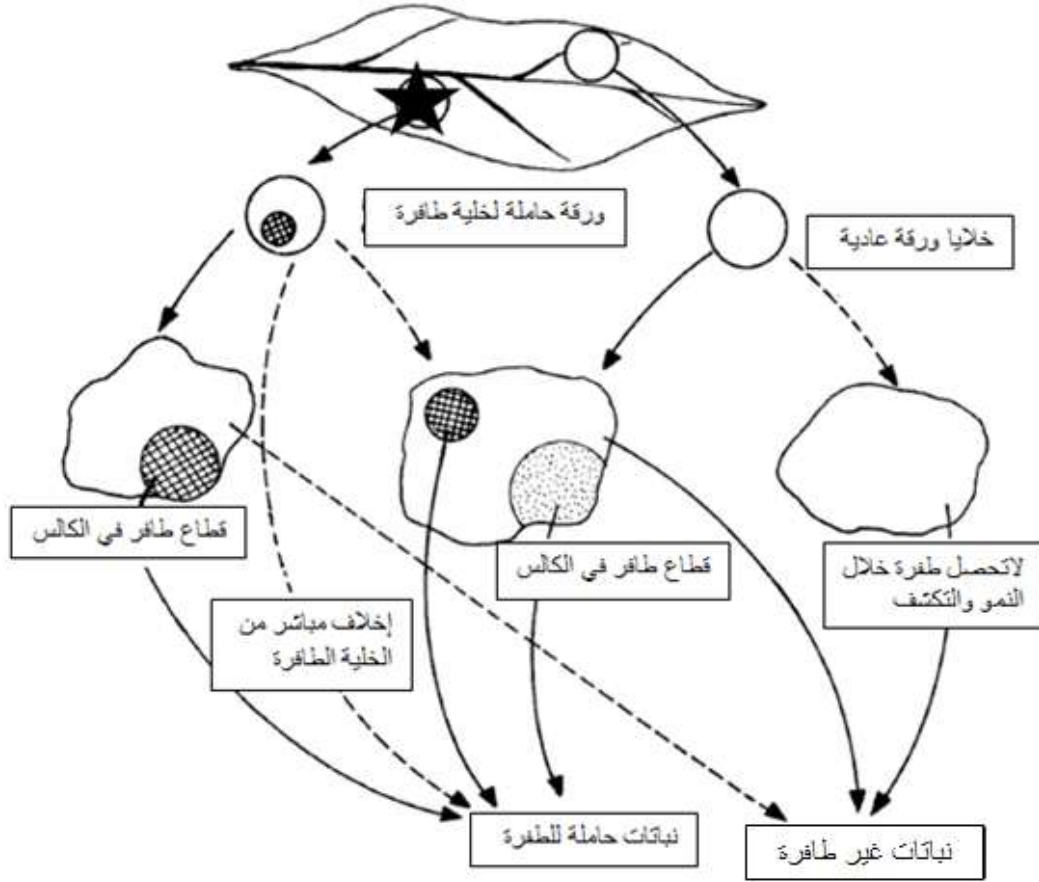 ورقة حاملة لخلية طافرة
خلايا ورقة عادية
قطاع طافر في الكالس
قطاع طافر في الكالس
لاتحصل طفرة خلال
النمو والتكشف
إخلاف مباشر من
الخلية الطافرة
نباتات حاملة للطفرة
نباتات غير طافرة